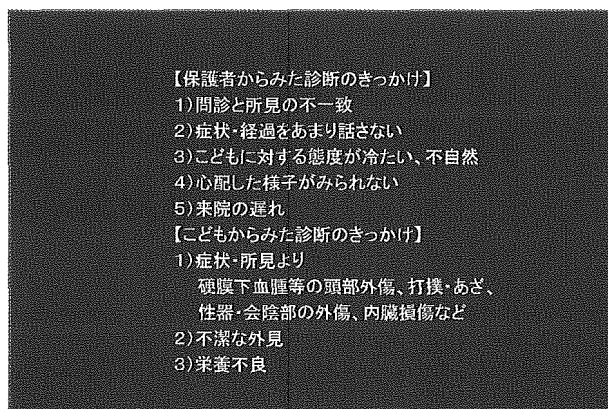 【保護者からみた診断のきっかけ】
1)問診と所見の不一致
2)症状・経過をあまり話さない
3)こどもに対する態度が冷たい、不自然
4)心配した様子がみられない
5)来院の遅れ
【こどもからみた診断のきっかけ】
1)症状・所見より
硬膜下血腫等の頭部外傷、打撲・あざ、
性器・会陰部の外傷、内臓損傷など
2)不潔な外見
3)栄養不良